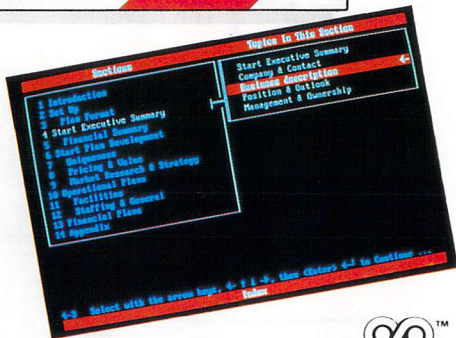 Sections
1 Introduction
2 Set Up
3 Plan Format
4 Start Executive Summary
5 Financial Summary
6 Start Plan Development
7 Uniqueness
8 Pricing & Value
9 Market Research & Strategy
10 Operational Plans
11 Facilities
12 Staffing & General
13 Financial Plans
14 Appendix
Topics In This Section
Start Executive Summary
Company & Contact
Business description
Position & Outlook
Management & Ownership
Select with the arrow keys, ← ↑ ↓ →, then (Enter) ←┘ to Continue ...
Index
TM